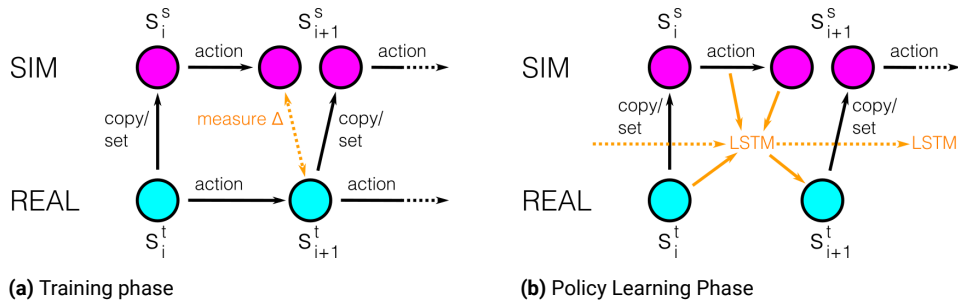 S_i^s
S_{i+1}^s
action
action
SIM
copy/
set
measure Δ
copy/
set
REAL
action
action
S_i^t
S_{i+1}^t
(a) Training phase
S_i^s
S_{i+1}^s
action
action
SIM
copy/
set
copy/
set
LSTM
LSTM
REAL
S_i^t
S_{i+1}^t
(b) Policy Learning Phase